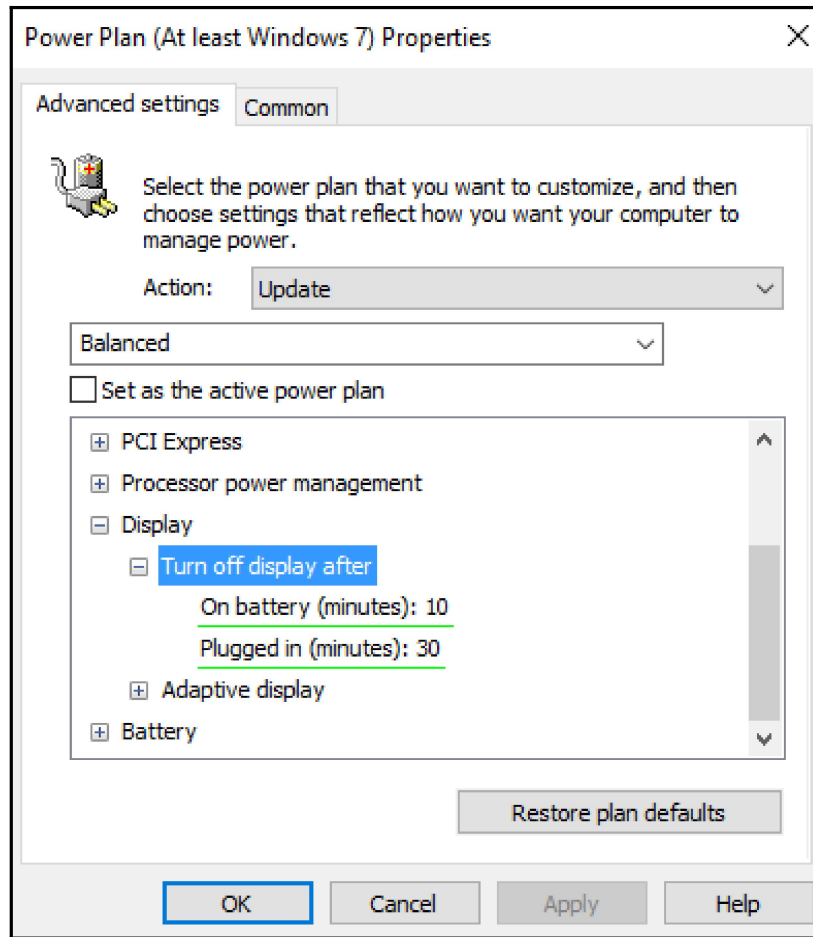 Power Plan (At least Windows 7) Properties
Advanced settings
Common
Select the power plan that you want to customize, and then
choose settings that reflect how you want your computer to
manage power.
Action: Update
Balanced
Set as the active power plan
PCI Express
Processor power management
Display
Turn off display after
On battery (minutes): 10
Plugged in (minutes): 30
Adaptive display
Battery
Restore plan defaults
OK Cancel Apply Help